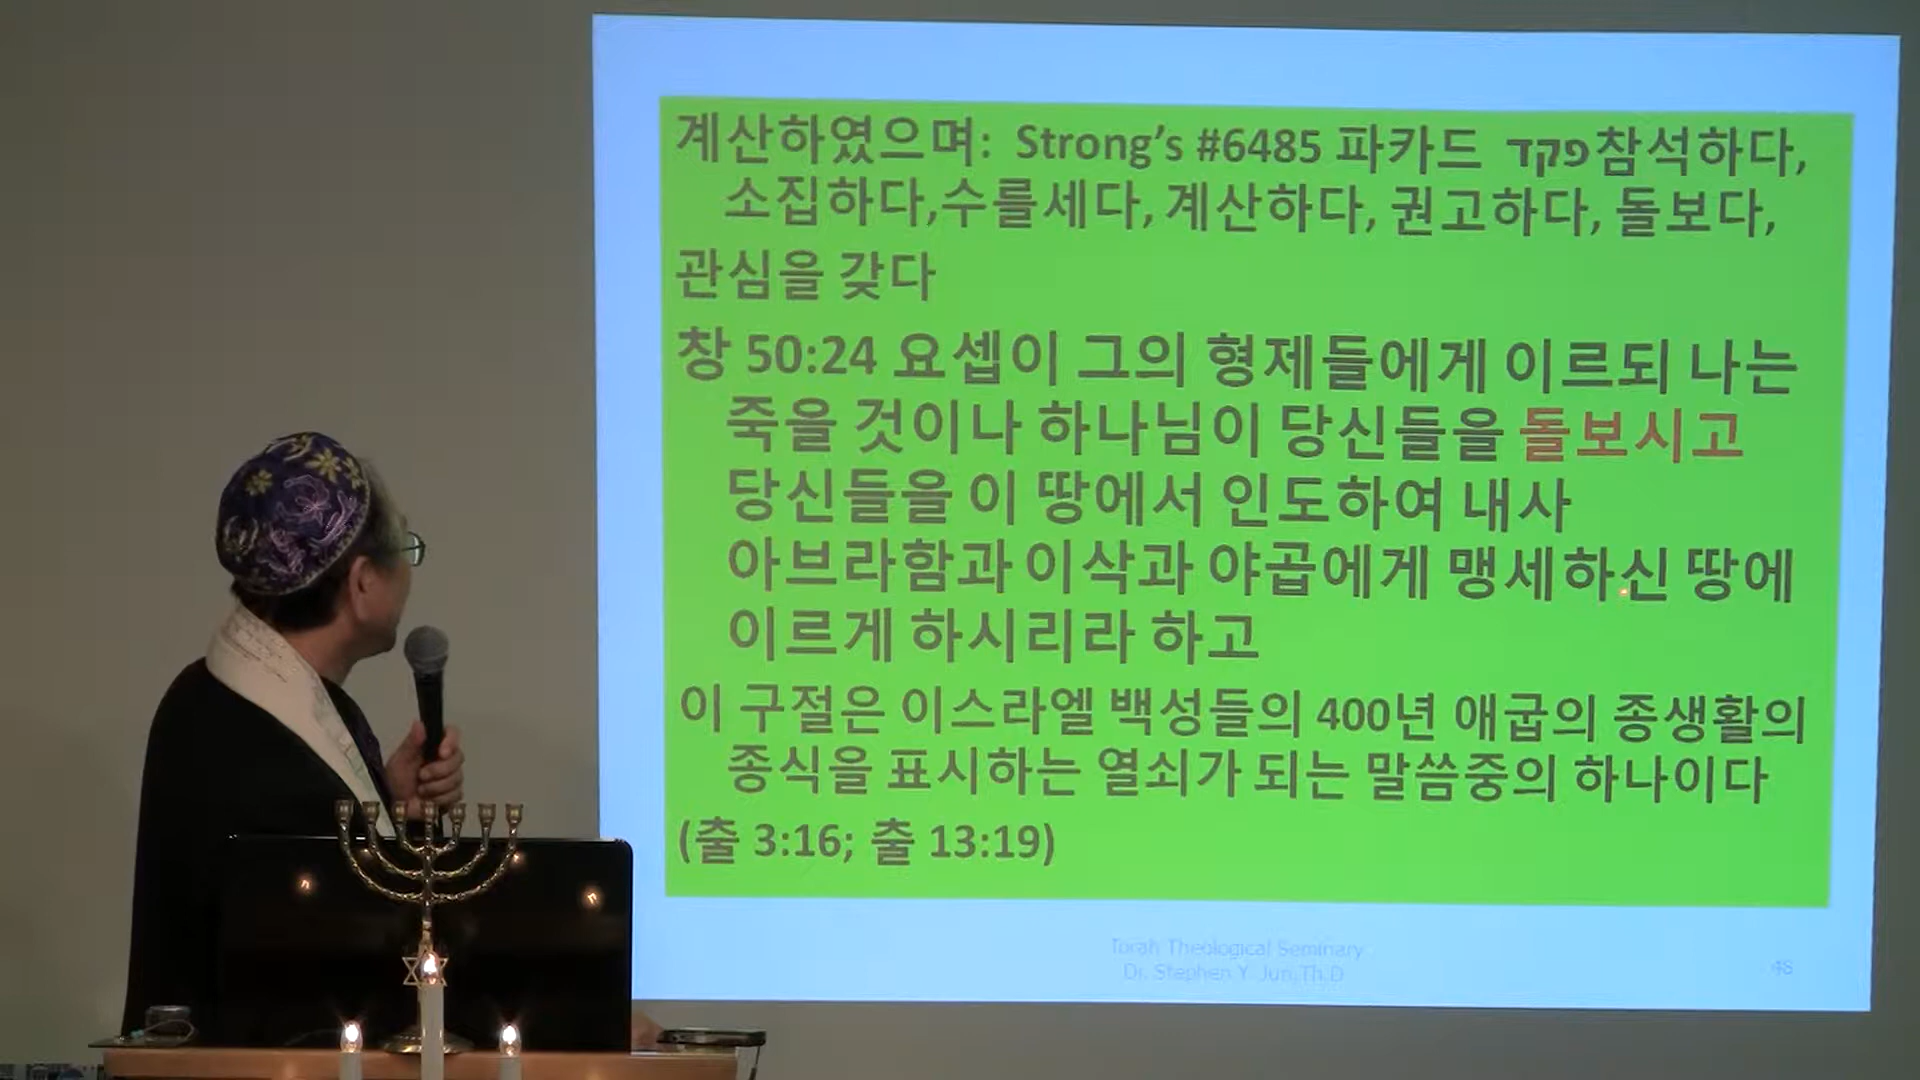 계산하였으며: Strong’s #6485 파카드 פקד참석하다,
소집하다,수를세다, 계산하다, 권고하다, 돌보다,
관심을 갖다
창 50:24 요셉이 그의 형제들에게 이르되 나는
죽을 것이나 하나님이 당신들을 돌보시고
당신들을 이 땅에서 인도하여 내사
아브라함과 이삭과 야곱에게 맹세하신 땅에
이르게 하시리라 하고
이 구절은 이스라엘 백성들의 400년 애굽의 종생활의
종식을 표시하는 열쇠가 되는 말씀중의 하나이다
(출 3:16; 출 13:19)
Torah Theological Seminary
Dr. Stephen Y. Jun,Th.D
48